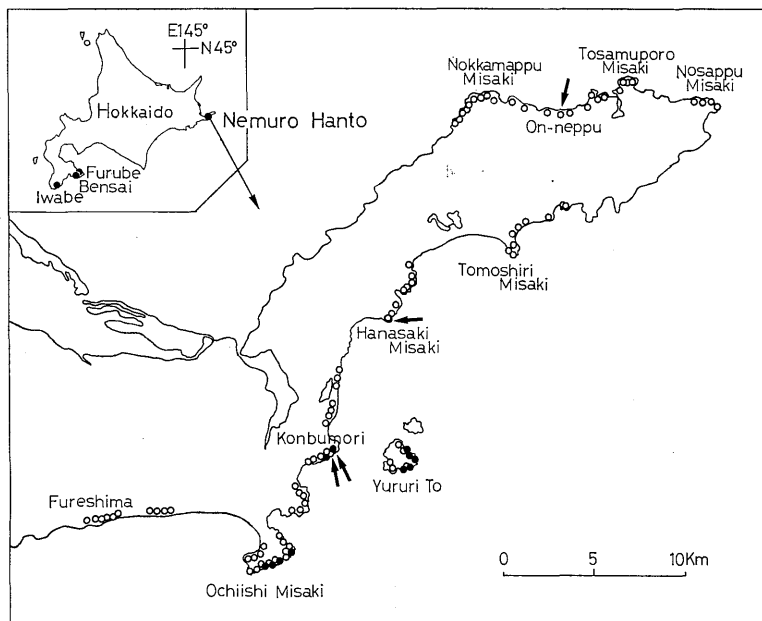 E145°
N45°
Hokkaido
Nemuro Hanto
Furube
Bensai
Iwabe
Nokkamappu
Misaki
Tosamuporo
Misaki
Nosappu
Misaki
On-neppu
Tomoshiri
Misaki
Hanasaki
Misaki
Konbumori
Yururi To
Fureshima
Ochiishi Misaki
0 5 10Km